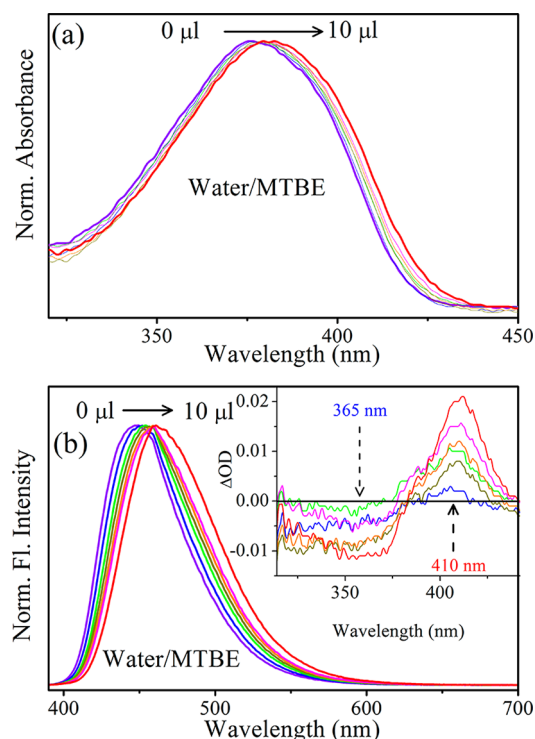 (a)
0 µl
10 µl
Norm. Absorbance
Water/MTBE
350
400
450
Wavelength (nm)
(b)
0 µl
10 µl
Norm. Fl. Intensity
Water/MTBE
400
500
600
700
Wavelength (nm)
0.02
0.01
0.00
-0.01
ΔOD
365 nm
410 nm
350
400
Wavelength (nm)